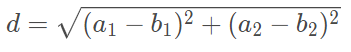 d = √((a₁ − b₁)² + (a₂ − b₂)²)